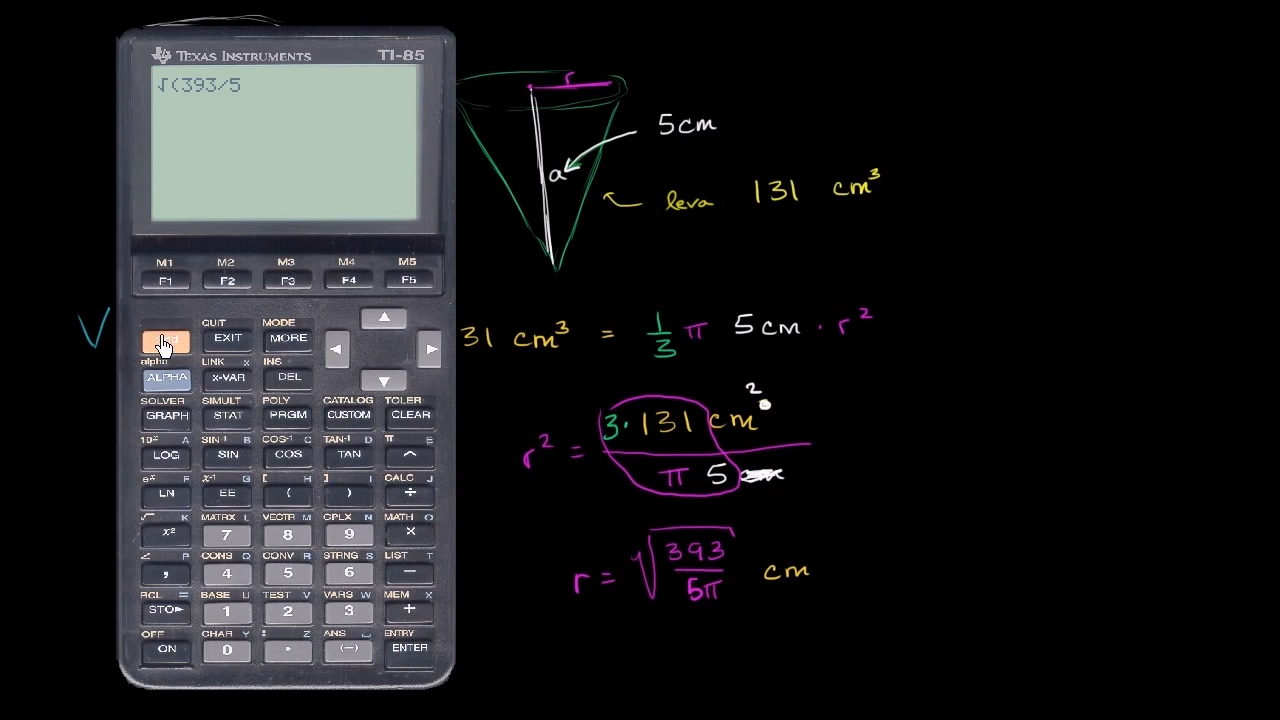 TEXAS INSTRUMENTS TI-85
√(393/5
M1 M2 M3 M4 M5
F1 F2 F3 F4 F5
QUIT MODE
EXIT MORE
alpha LINK x INS
ALPHA x-VAR DEL
SOLVER SIMULT POLY CATALOG TOLER
GRAPH STAT PRGM CUSTOM CLEAR
10ˣ A SIN⁻¹ B COS⁻¹ C TAN⁻¹ D π E
LOG SIN COS TAN ^
eˣ F x⁻¹ G [ H ] I CALC J
LN EE ( ) ÷
√ K MATRX L VECTR M CPLX N MATH O
x² 7 8 9 ×
∠ P CONS Q CONV R STRNG S LIST T
, 4 5 6 −
RCL = BASE U TEST V VARS W MEM X
STO► 1 2 3 +
OFF CHAR Y : Z ANS ␣ ENTRY
ON 0 . (−) ENTER
r
5cm
a
leva 131 cm³
V
31 cm³ = 1/3 π 5cm · r²
r² = 3·131 cm² / π 5
r = √(393/5π) cm